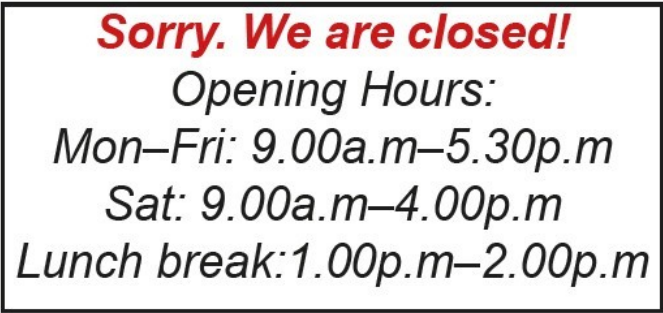 Sorry. We are closed!
Opening Hours:
Mon–Fri: 9.00a.m–5.30p.m
Sat: 9.00a.m–4.00p.m
Lunch break:1.00p.m–2.00p.m